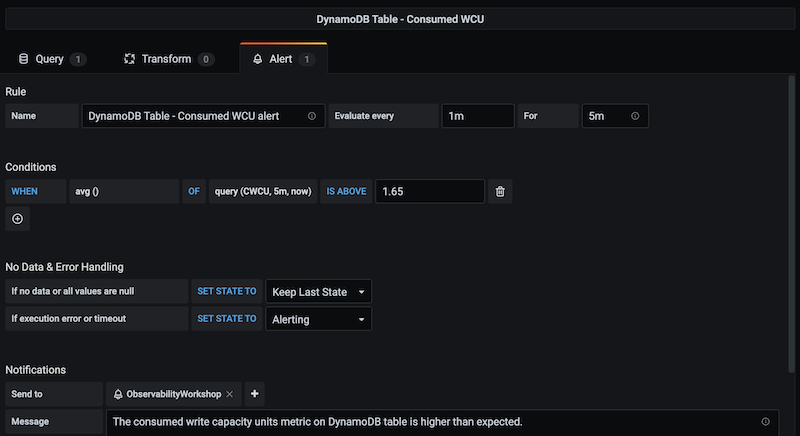 DynamoDB Table - Consumed WCU
Query 1 Transform 0 Alert 1
Rule
Name DynamoDB Table - Consumed WCU alert Evaluate every 1m For 5m
Conditions
WHEN avg () OF query (CWCU, 5m, now) IS ABOVE 1.65
No Data & Error Handling
If no data or all values are null SET STATE TO Keep Last State
If execution error or timeout SET STATE TO Alerting
Notifications
Send to ObservabilityWorkshop
Message The consumed write capacity units metric on DynamoDB table is higher than expected.